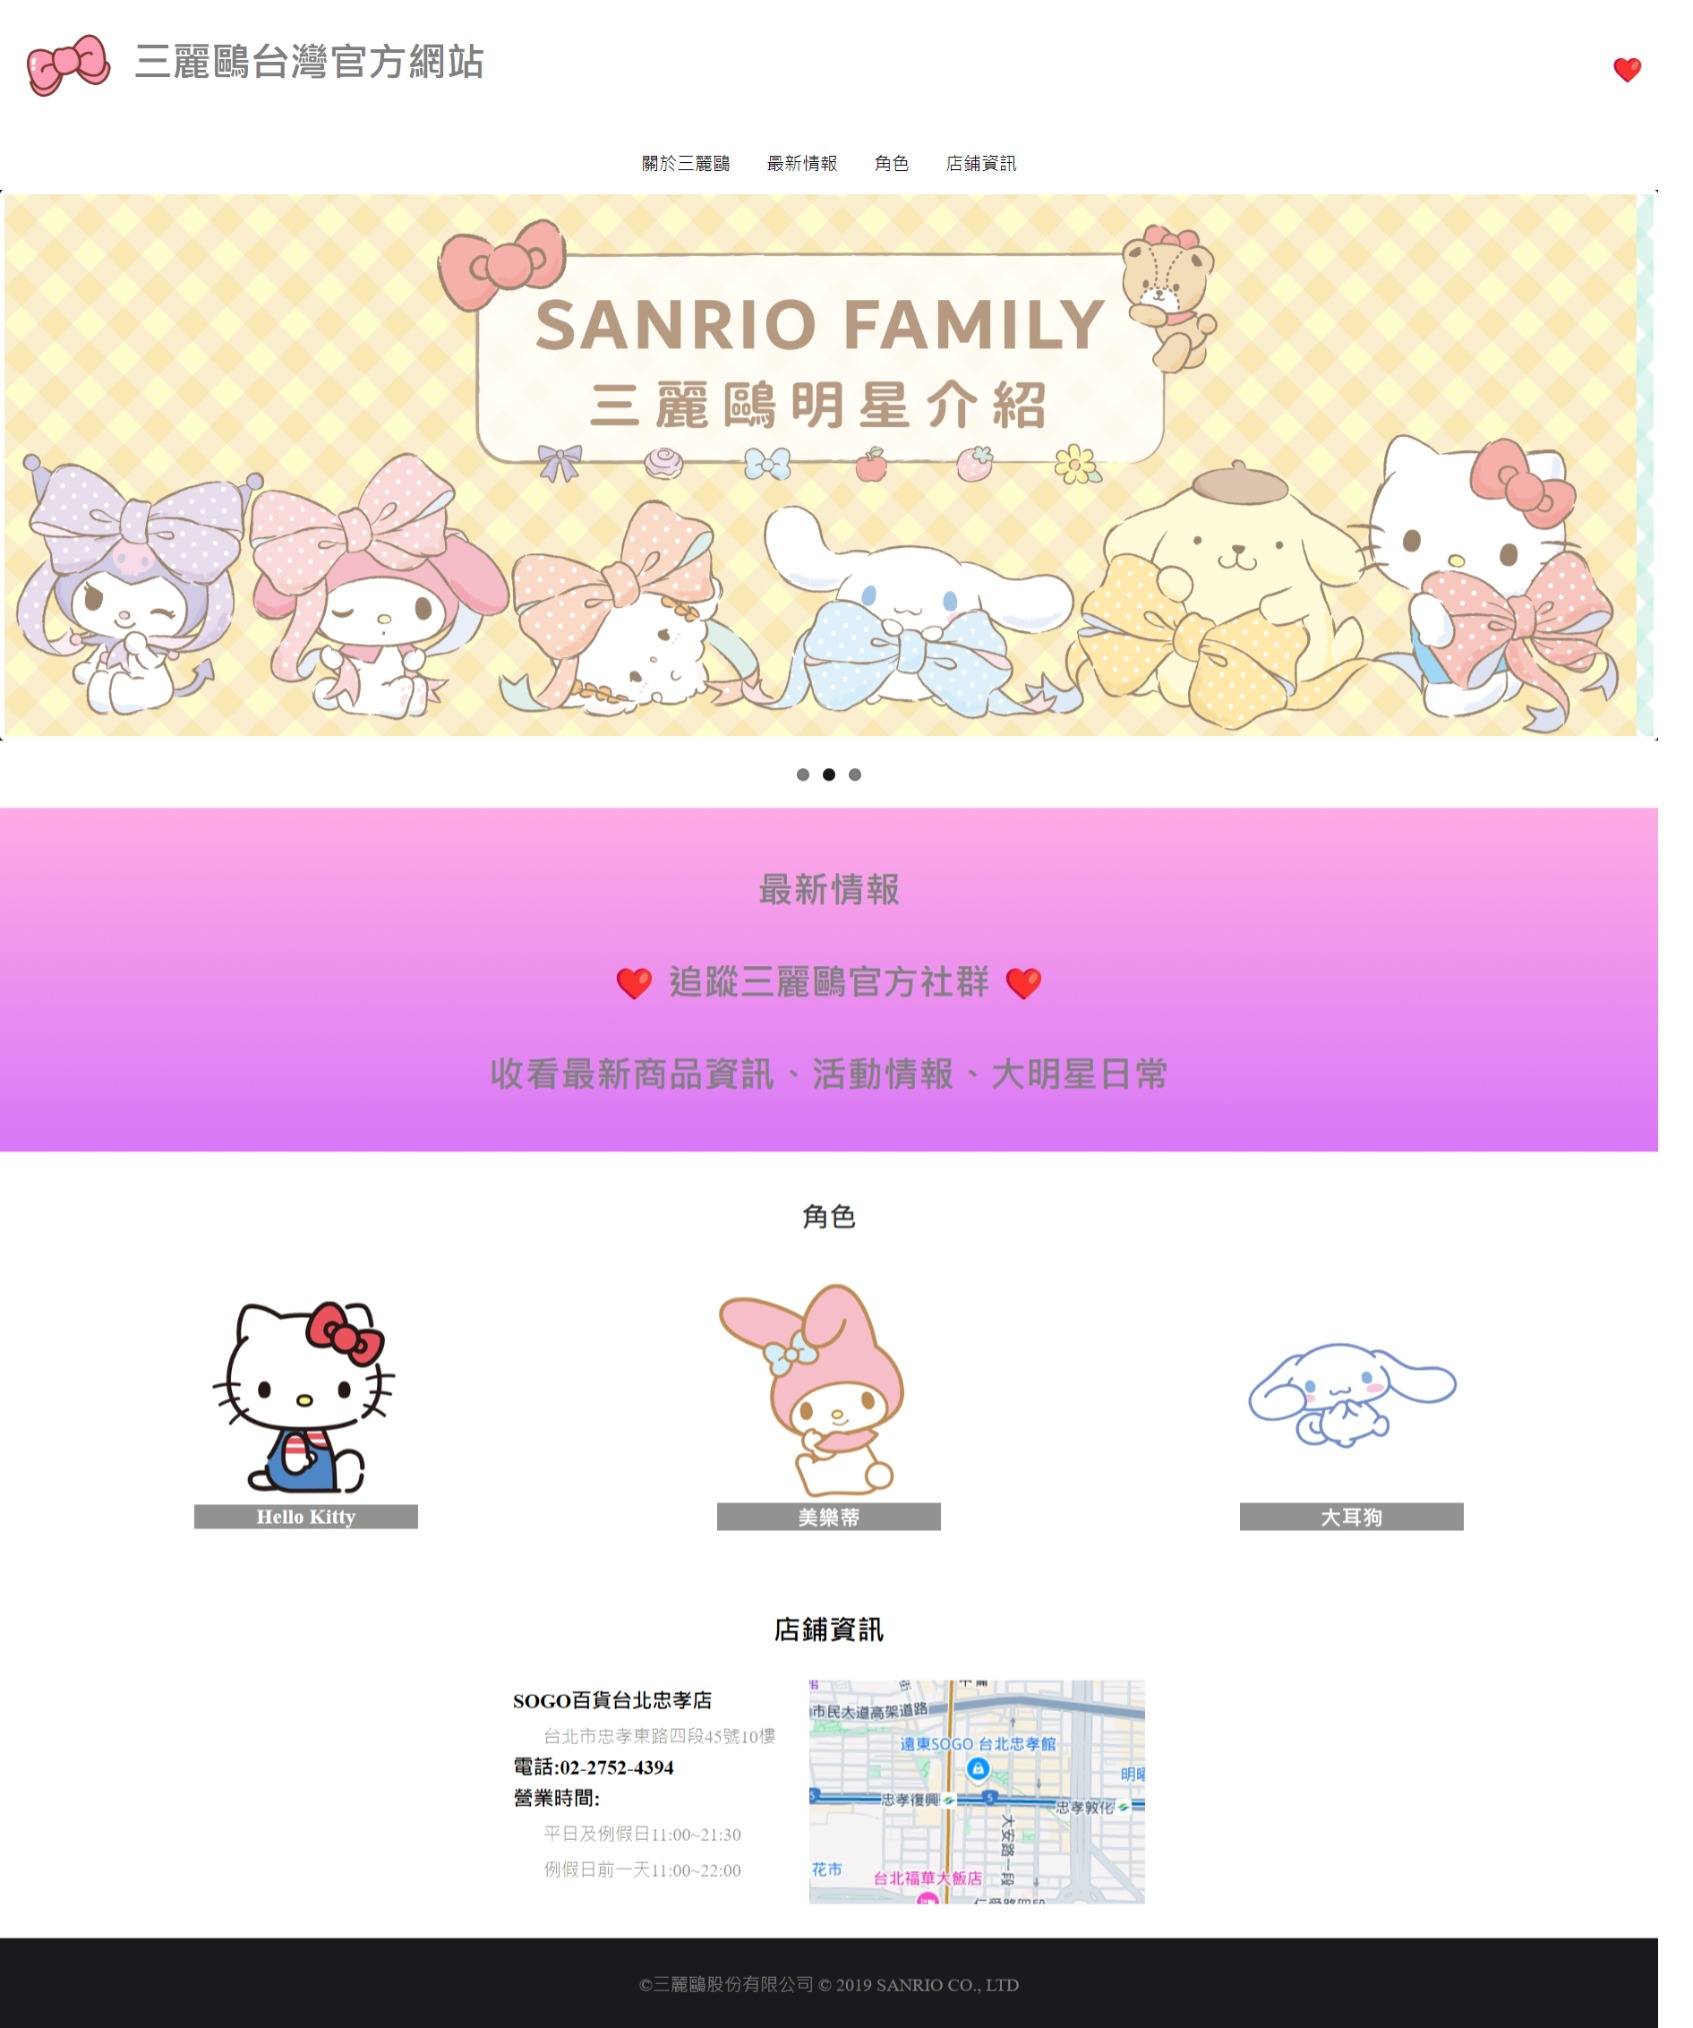 三麗鷗台灣官方網站
關於三麗鷗 最新情報 角色 店鋪資訊
SANRIO FAMILY
三麗鷗明星介紹
最新情報
❤️ 追蹤三麗鷗官方社群 ❤️
收看最新商品資訊、活動情報、大明星日常
角色
Hello Kitty
美樂蒂
大耳狗
店鋪資訊
SOGO百貨台北忠孝店
台北市忠孝東路四段45號10樓
電話:02-2752-4394
營業時間:
平日及例假日11:00~21:30
例假日前一天11:00~22:00
街
市民大道高架道路
遠東SOGO 台北忠孝館
明曜
5
忠孝復興
5
忠孝敦化
大安路一段
花市
台北福華大飯店
仁愛路四段
©三麗鷗股份有限公司 © 2019 SANRIO CO., LTD